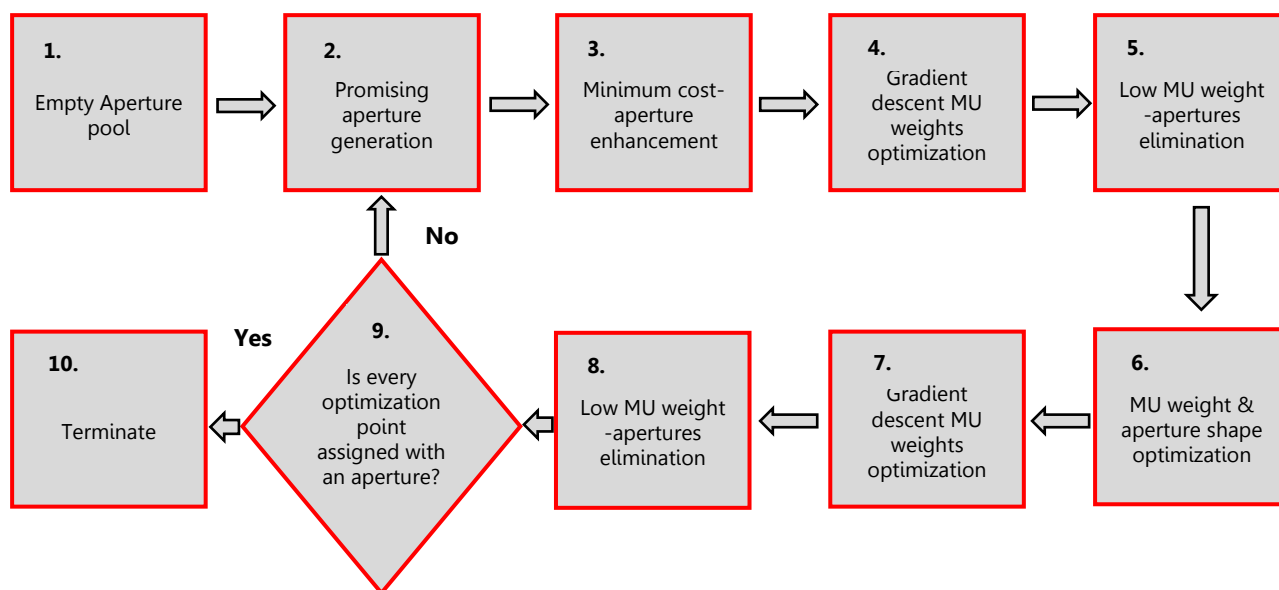 1.
Empty Aperture
pool
2.
Promising
aperture
generation
3.
Minimum cost-
aperture
enhancement
4.
Gradient
descent MU
weights
optimization
5.
Low MU weight
-apertures
elimination
No
Yes
10.
Terminate
9.
Is every
optimization
point
assigned with
an aperture?
8.
Low MU weight
-apertures
elimination
7.
Gradient
descent MU
weights
optimization
6.
MU weight &
aperture shape
optimization